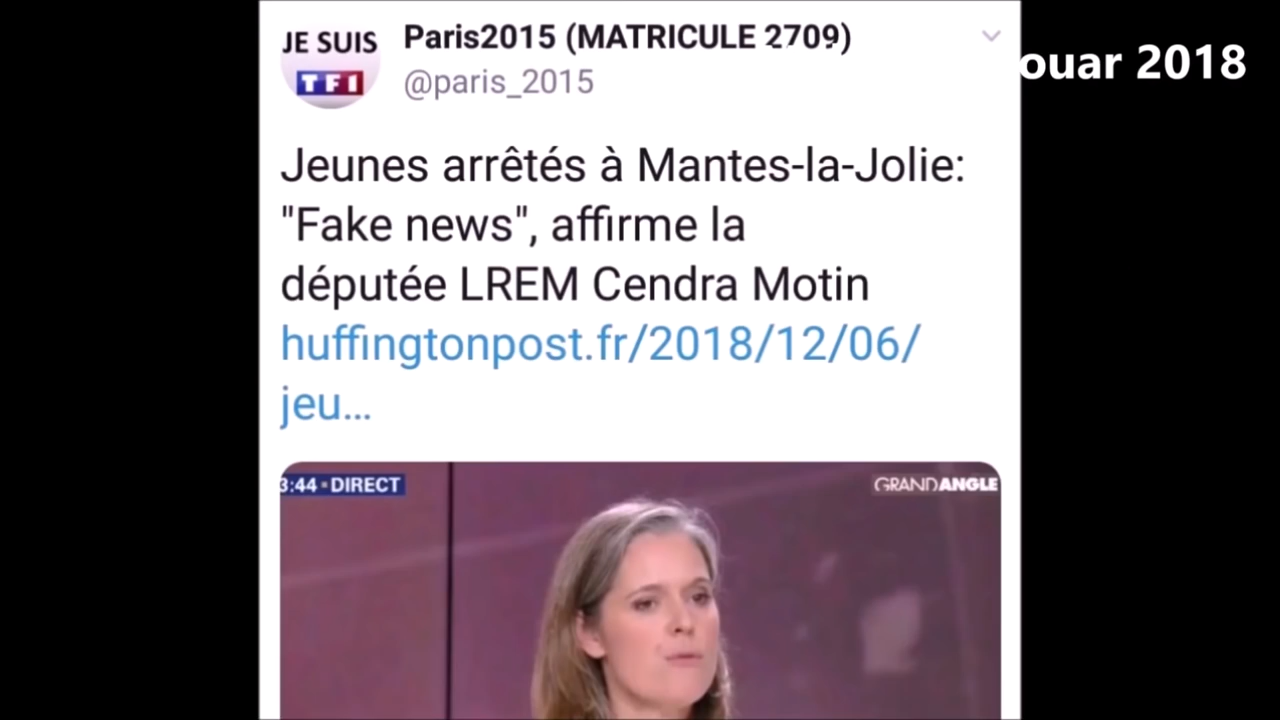 JE SUIS
TF1
Paris2015 (MATRICULE 2709)
@paris_2015
ouar 2018
Jeunes arrêtés à Mantes-la-Jolie:
"Fake news", affirme la
députée LREM Cendra Motin
huffingtonpost.fr/2018/12/06/
jeu…
3:44 DIRECT
GRANDANGLE